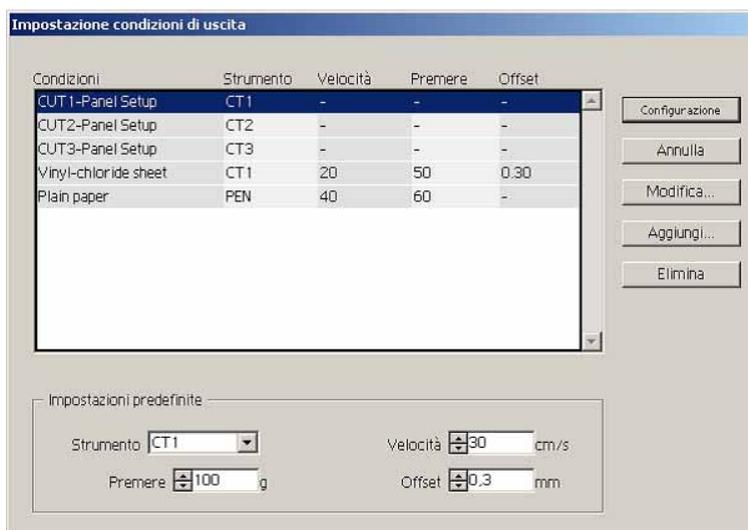 Impostazione condizioni di uscita
Condizioni Strumento Velocità Premere Offset
CUT1-Panel Setup CT1 - - -
CUT2-Panel Setup CT2 - - -
CUT3-Panel Setup CT3 - - -
Vinyl-chloride sheet CT1 20 50 0.30
Plain paper PEN 40 60 -
Configurazione
Annulla
Modifica...
Aggiungi...
Elimina
Impostazioni predefinite
Strumento CT1 Velocità 30 cm/s
Premere 100 g Offset 0,3 mm